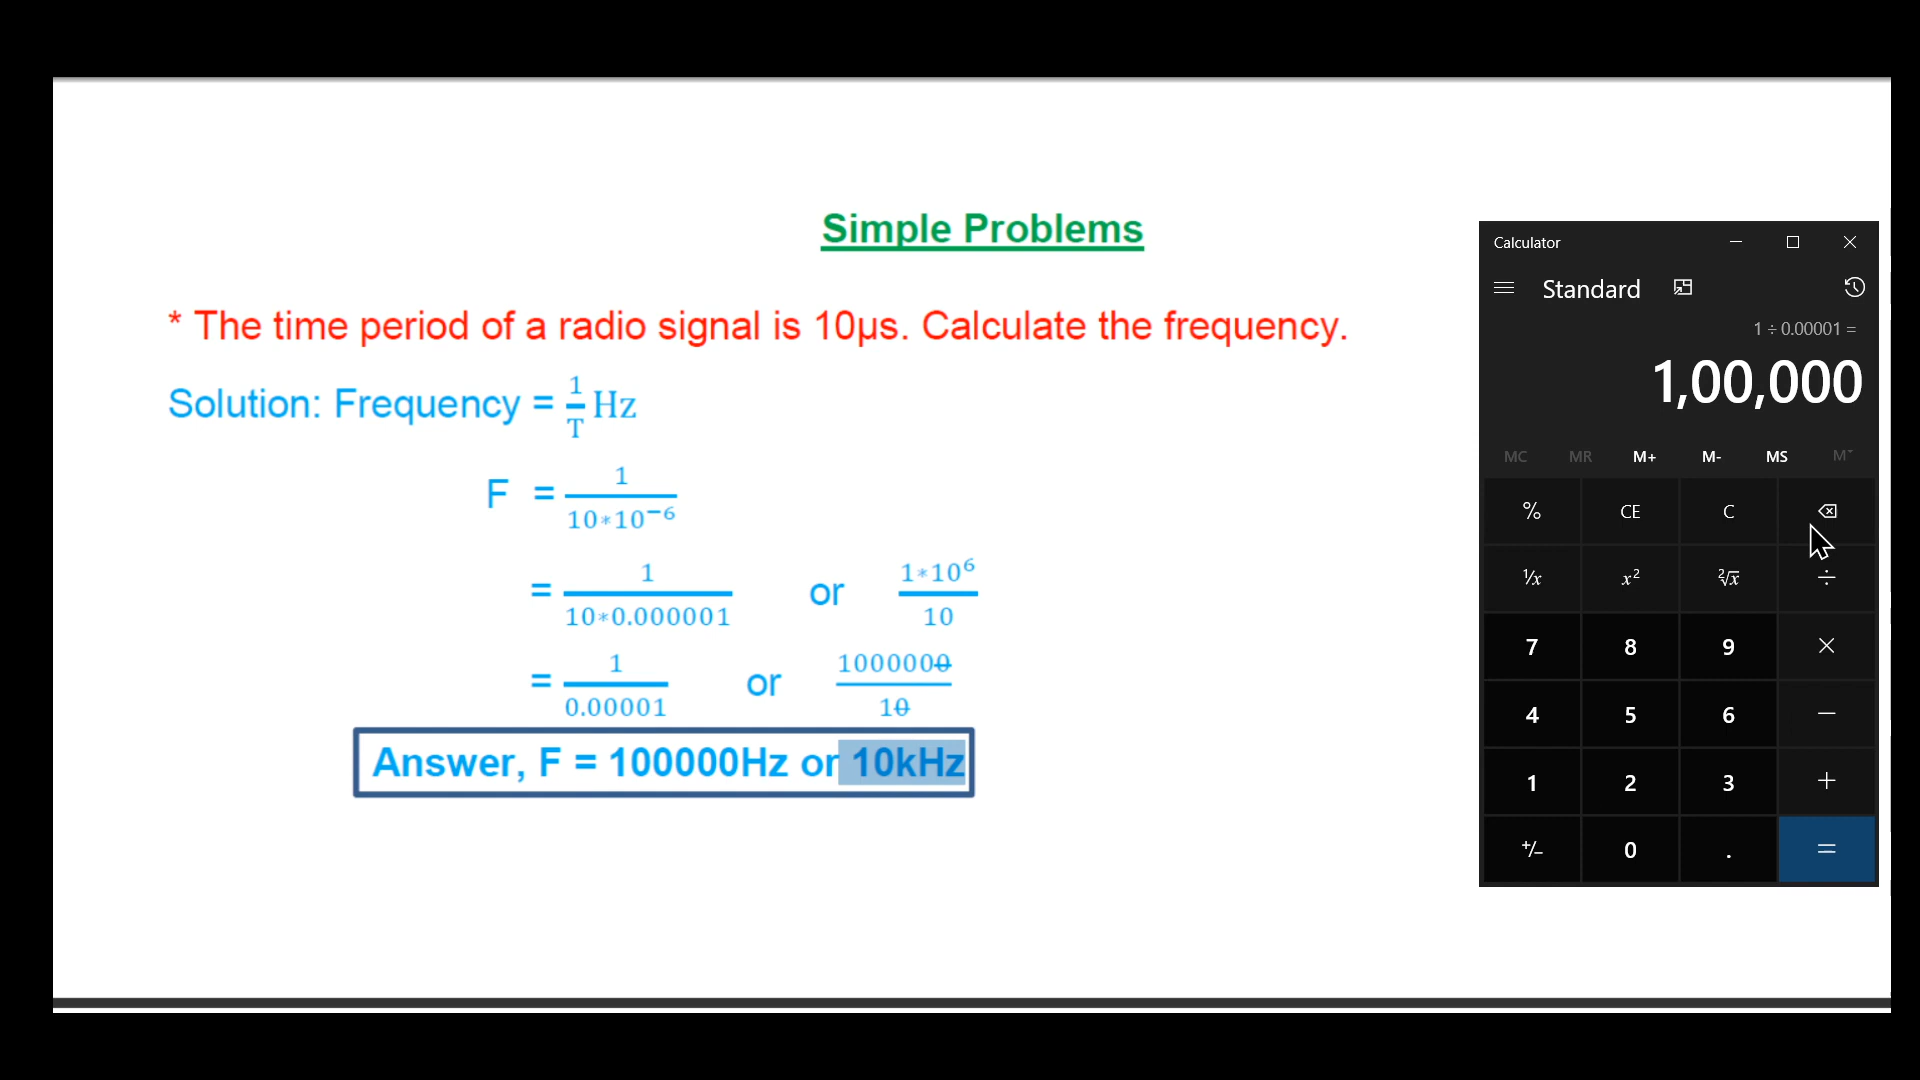 Simple Problems
* The time period of a radio signal is 10μs. Calculate the frequency.
Solution: Frequency = 1/T Hz
F = 1/10*10⁻⁶
= 1/10*0.000001 or 1*10⁶/10
= 1/0.00001 or 1000000/10
Answer, F = 100000Hz or 10kHz
Calculator
Standard
1 ÷ 0.00001 =
1,00,000
MC MR M+ M- MS M˅
% CE C
¹/x x² ²√x ÷
7 8 9 ×
4 5 6 −
1 2 3 +
+/− 0 . =